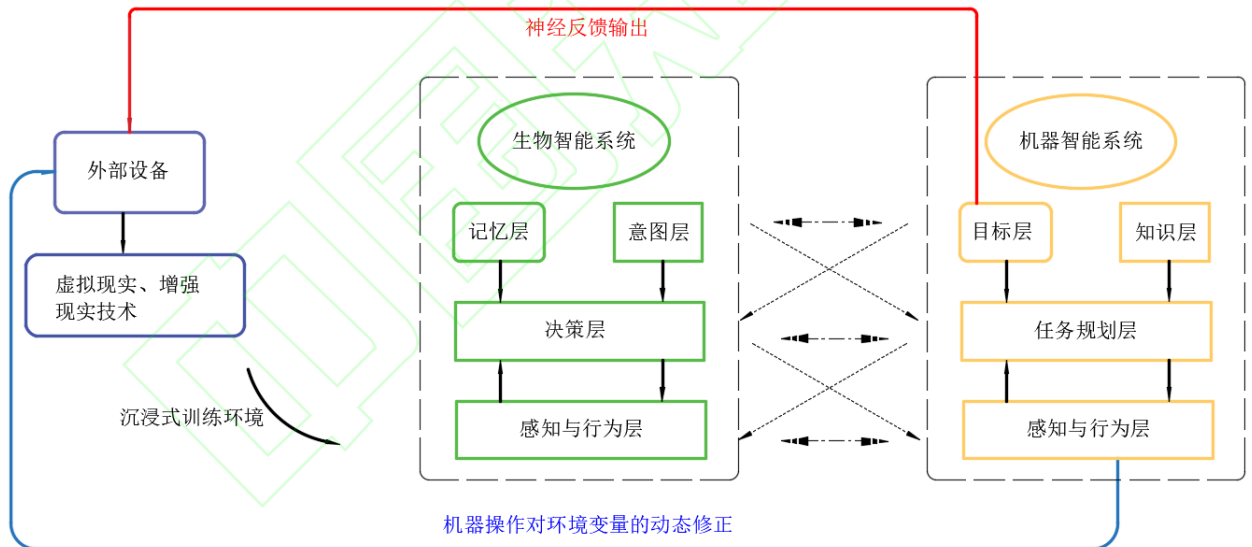 神经反馈输出
生物智能系统
机器智能系统
外部设备
记忆层
意图层
目标层
知识层
虚拟现实、增强
现实技术
决策层
任务规划层
沉浸式训练环境
感知与行为层
感知与行为层
机器操作对环境变量的动态修正